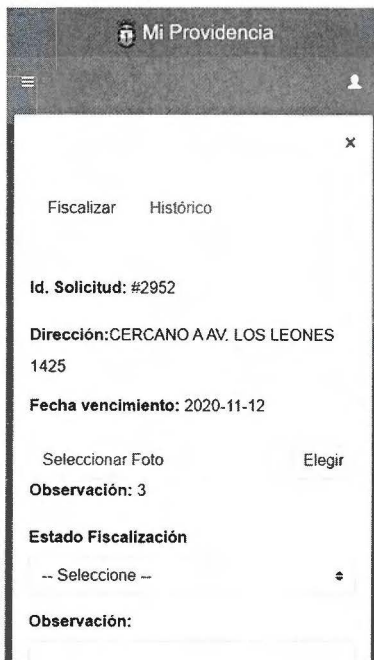 Mi Providencia
×
Fiscalizar Histórico
Id. Solicitud: #2952
Dirección:CERCANO A AV. LOS LEONES
1425
Fecha vencimiento: 2020-11-12
Seleccionar Foto Elegir
Observación: 3
Estado Fiscalización
-- Seleccione --
Observación: